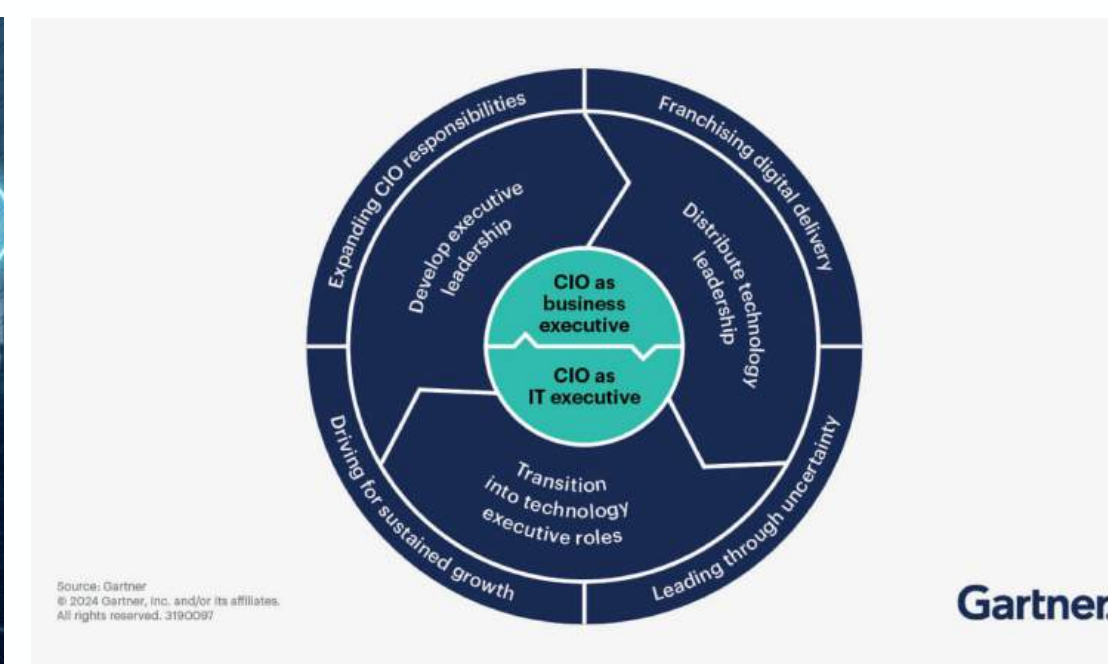 Expanding CIO responsibilities
Franchising digital delivery
Develop executive
leadership
Distribute technology
leadership
CIO as
business
executive
CIO as
IT executive
Transition
into technology
executive roles
Driving for sustained growth
Leading through uncertainty
Source: Gartner
© 2024 Gartner, Inc. and/or its affiliates.
All rights reserved. 3190097
Gartner.